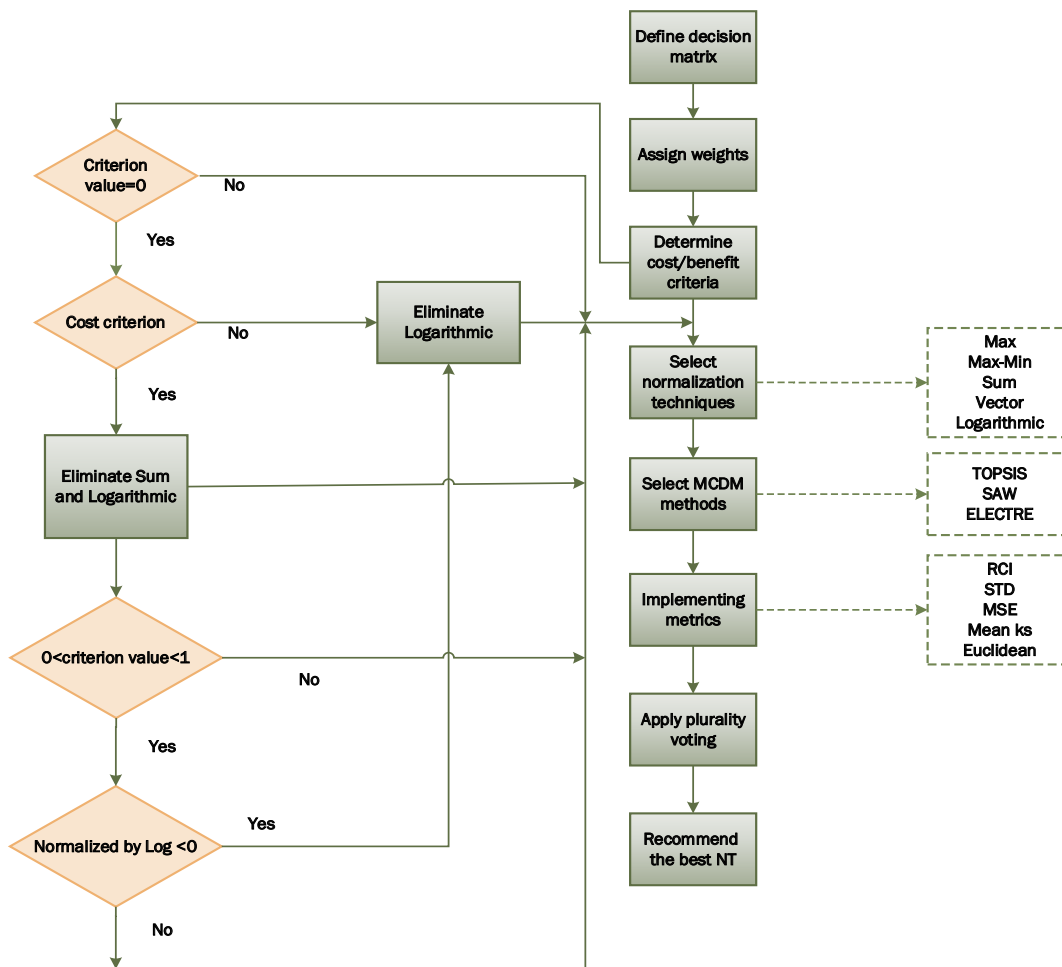 Define decision
matrix
Assign weights
Determine
cost/benefit
criteria
Criterion
value=0
No
Yes
Cost criterion
No
Yes
Eliminate
Logarithmic
Eliminate Sum
and Logarithmic
0<criterion value<1
No
Yes
Normalized by Log <0
Yes
No
Select
normalization
techniques
Max
Max-Min
Sum
Vector
Logarithmic
Select MCDM
methods
TOPSIS
SAW
ELECTRE
Implementing
metrics
RCI
STD
MSE
Mean ks
Euclidean
Apply plurality
voting
Recommend
the best NT